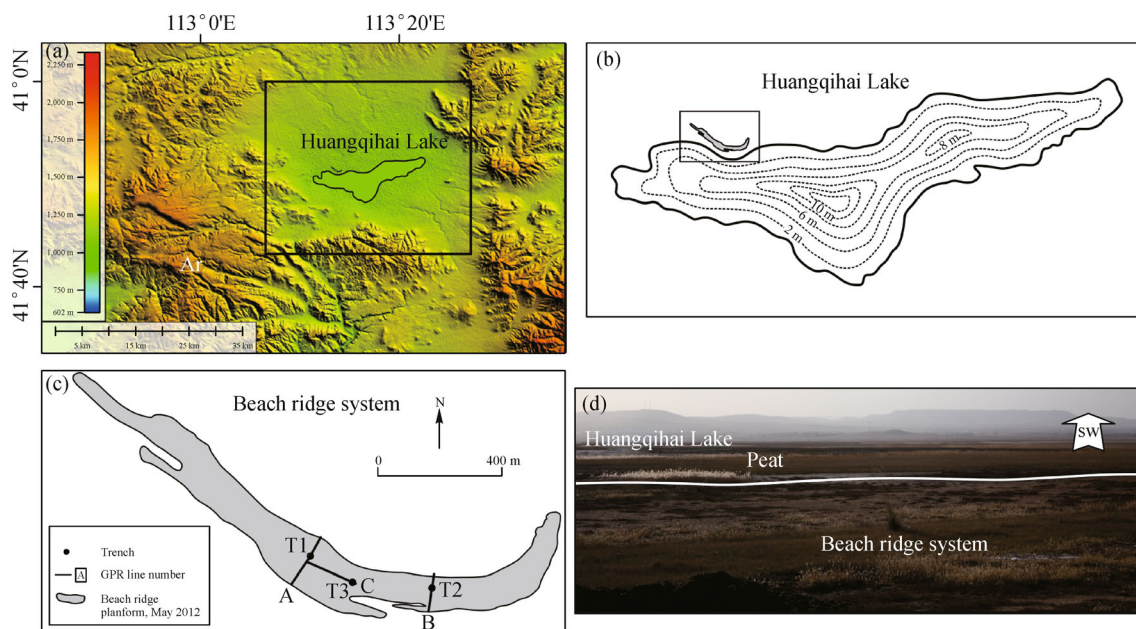 113°0'E
113°20'E
(a)
41°0'N
41°40'N
2,250 m
2,000 m
1,750 m
1,500 m
1,250 m
1,000 m
750 m
602 m
Huangqihai Lake
Ar
5 km
15 km
25 km
35 km
(b)
Huangqihai Lake
8 m
10 m
6 m
2 m
(c)
Beach ridge system
N
0
400 m
T1
T3
C
T2
A
B
Trench
A
GPR line number
Beach ridge
planform, May 2012
(d)
SW
Huangqihai Lake
Peat
Beach ridge system